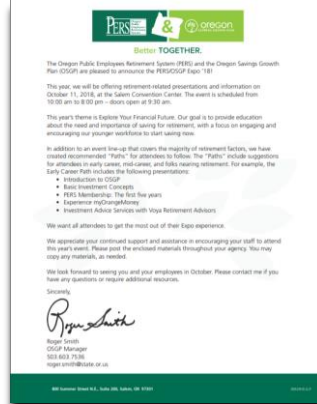 PERS & oregon
Better TOGETHER.
The Oregon Public Employees Retirement System (PERS) and the Oregon Savings Growth
Plan (OSGP) are pleased to announce the PERS/OSGP Expo '18!
This year, we will be offering retirement-related presentations and information on
October 11, 2018, at the Salem Convention Center. The event is scheduled from
10:00 am to 8:00 pm – doors open at 9:30 am.
This year's theme is Explore Your Financial Future. Our goal is to provide education
about the need and importance of saving for retirement, with a focus on engaging and
encouraging our younger workforce to start saving now.
In addition to an event line-up that covers the majority of retirement factors, we have
created recommended "Paths" for attendees to follow. The "Paths" include suggestions
for attendees in early career, mid-career, and folks nearing retirement. For example, the
Early Career Path includes the following presentations:
• Introduction to OSGP
• Basic Investment Concepts
• PERS Membership: The first five years
• Experience myOrangeMoney
• Investment Advice Services with Voya Retirement Advisors
We want all attendees to get the most out of their Expo experience.
We appreciate your continued support and assistance in encouraging your staff to attend
this year's event. Please post the enclosed materials throughout your agency. You may
copy any materials, as needed.
We look forward to seeing you and your employees in October. Please contact me if you
have any questions or require additional resources.
Sincerely,
Roger Smith
Roger Smith
OSGP Manager
503.603.7536
roger.smith@state.or.us
800 Summer Street N.E., Suite 200, Salem, OR 97301